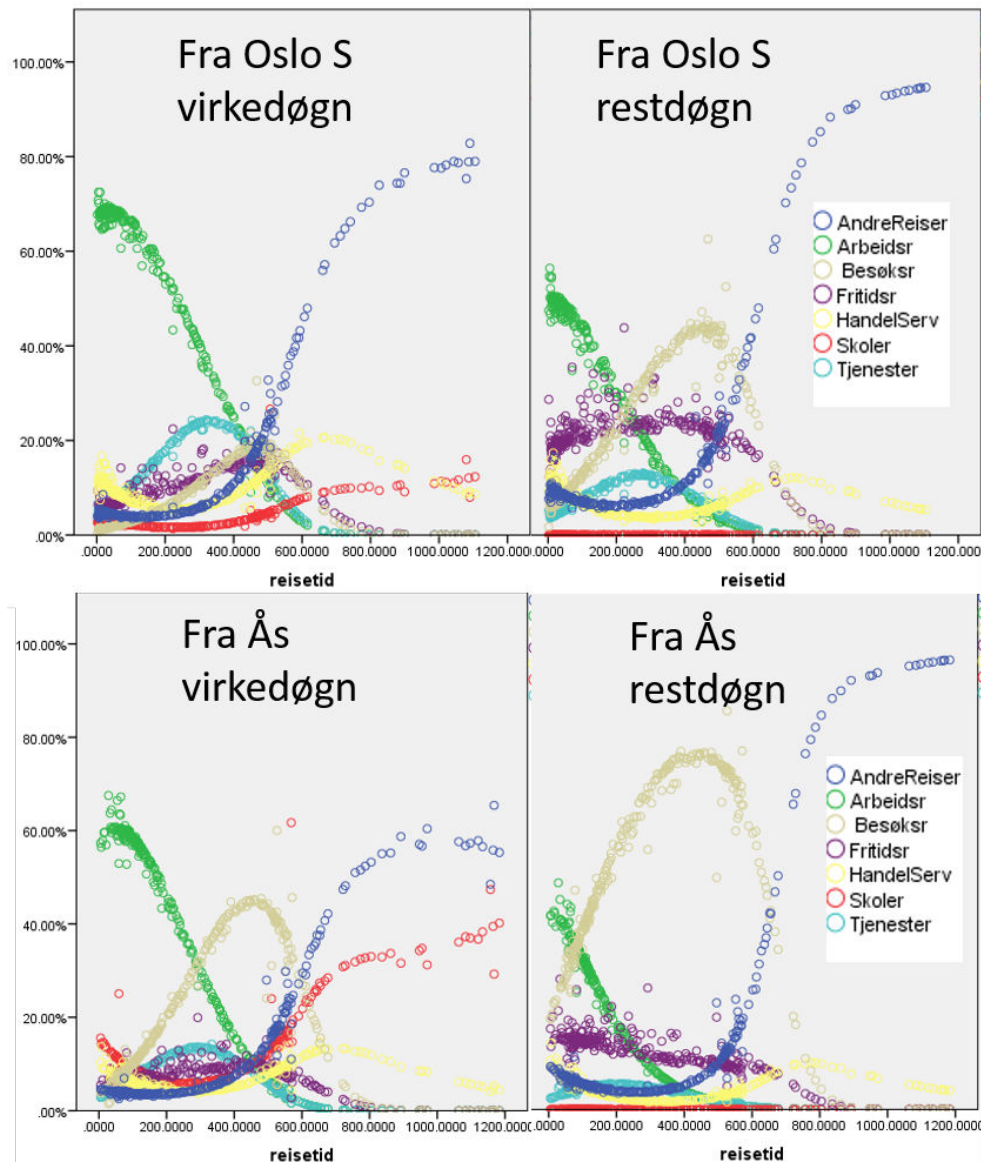 Fra Oslo S
virkedøgn
100.00%
80.00%
60.00%
40.00%
20.00%
.00%
.0000 200.0000 400.0000 600.0000 800.0000 1000.0000 1200.0000
reisetid
Fra Oslo S
restdøgn
AndreReiser
Arbeidsr
Besøksr
Fritidsr
HandelServ
Skoler
Tjenester
.0000 200.0000 400.0000 600.0000 800.0000 1000.0000 1200.0000
reisetid
Fra Ås
virkedøgn
100.00%
80.00%
60.00%
40.00%
20.00%
.00%
.0000 200.0000 400.0000 600.0000 800.0000 1000.0000 1200.0000
reisetid
Fra Ås
restdøgn
AndreReiser
Arbeidsr
Besøksr
Fritidsr
HandelServ
Skoler
Tjenester
.0000 200.0000 400.0000 600.0000 800.0000 1000.0000 1200.0000
reisetid